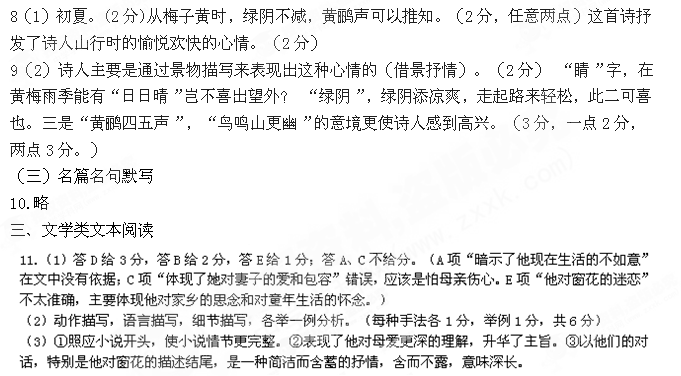 8（1）初夏。（2分）从梅子黄时，绿阴不减，黄鹂声可以推知。（2分，任意两点）这首诗抒
发了诗人山行时的愉悦欢快的心情。（2分）
9（2）诗人主要是通过景物描写来表现出这种心情的（借景抒情）。（2分） “晴”字，在
黄梅雨季能有“日日晴”岂不喜出望外？ “绿阴”，绿阴添凉爽，走起路来轻松，此二可喜
也。三是“黄鹂四五声”，“鸟鸣山更幽”的意境更使诗人感到高兴。（3分，一点2分，
两点3分。）
（三）名篇名句默写
10.略
三、文学类文本阅读
11.（1）答D给3分，答B给2分，答E给1分；答A、C不给分。（A项“暗示了他现在生活的不如意”
在文中没有依据；C项“体现了她对妻子的爱和包容”错误，应该是怕母亲伤心。E项“他对窗花的迷恋”
不太准确，主要体现他对家乡的思念和对童年生活的怀念。）
（2）动作描写，语言描写，细节描写，各举一例分析。（每种手法各1分，举例1分，共6分）
（3）①照应小说开头，使小说情节更完整。②表现了他对母爱更深的理解，升华了主旨。③以他们的对
话，特别是他对窗花的描述结尾，是一种简洁而含蓄的抒情，含而不露，意味深长。